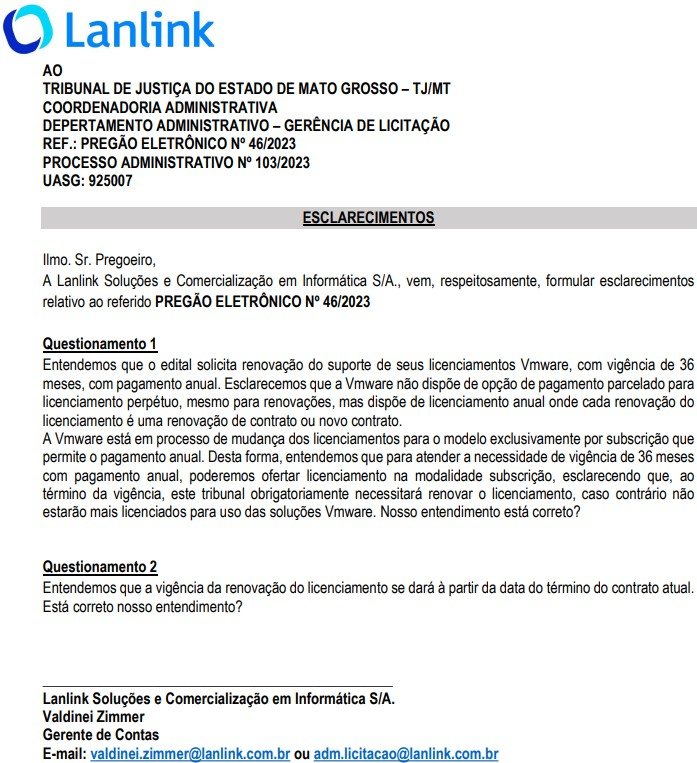 Lanlink
AO
TRIBUNAL DE JUSTIÇA DO ESTADO DE MATO GROSSO – TJ/MT
COORDENADORIA ADMINISTRATIVA
DEPERTAMENTO ADMINISTRATIVO – GERÊNCIA DE LICITAÇÃO
REF.: PREGÃO ELETRÔNICO Nº 46/2023
PROCESSO ADMINISTRATIVO Nº 103/2023
UASG: 925007
ESCLARECIMENTOS
Ilmo. Sr. Pregoeiro,
A Lanlink Soluções e Comercialização em Informática S/A., vem, respeitosamente, formular esclarecimentos
relativo ao referido PREGÃO ELETRÔNICO Nº 46/2023
Questionamento 1
Entendemos que o edital solicita renovação do suporte de seus licenciamentos Vmware, com vigência de 36
meses, com pagamento anual. Esclarecemos que a Vmware não dispõe de opção de pagamento parcelado para
licenciamento perpétuo, mesmo para renovações, mas dispõe de licenciamento anual onde cada renovação do
licenciamento é uma renovação de contrato ou novo contrato.
A Vmware está em processo de mudança dos licenciamentos para o modelo exclusivamente por subscrição que
permite o pagamento anual. Desta forma, entendemos que para atender a necessidade de vigência de 36 meses
com pagamento anual, poderemos ofertar licenciamento na modalidade subscrição, esclarecendo que, ao
término da vigência, este tribunal obrigatoriamente necessitará renovar o licenciamento, caso contrário não
estarão mais licenciados para uso das soluções Vmware. Nosso entendimento está correto?
Questionamento 2
Entendemos que a vigência da renovação do licenciamento se dará à partir da data do término do contrato atual.
Está correto nosso entendimento?
Lanlink Soluções e Comercialização em Informática S/A.
Valdinei Zimmer
Gerente de Contas
E-mail: valdinei.zimmer@lanlink.com.br ou adm.licitacao@lanlink.com.br